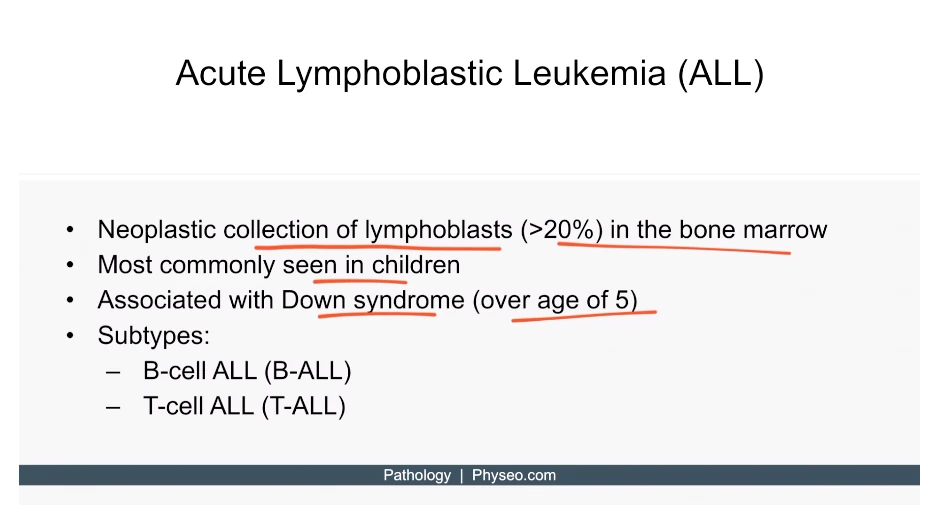 Acute Lymphoblastic Leukemia (ALL)
• Neoplastic collection of lymphoblasts (>20%) in the bone marrow
• Most commonly seen in children
• Associated with Down syndrome (over age of 5)
• Subtypes:
– B-cell ALL (B-ALL)
– T-cell ALL (T-ALL)
Pathology | Physeo.com